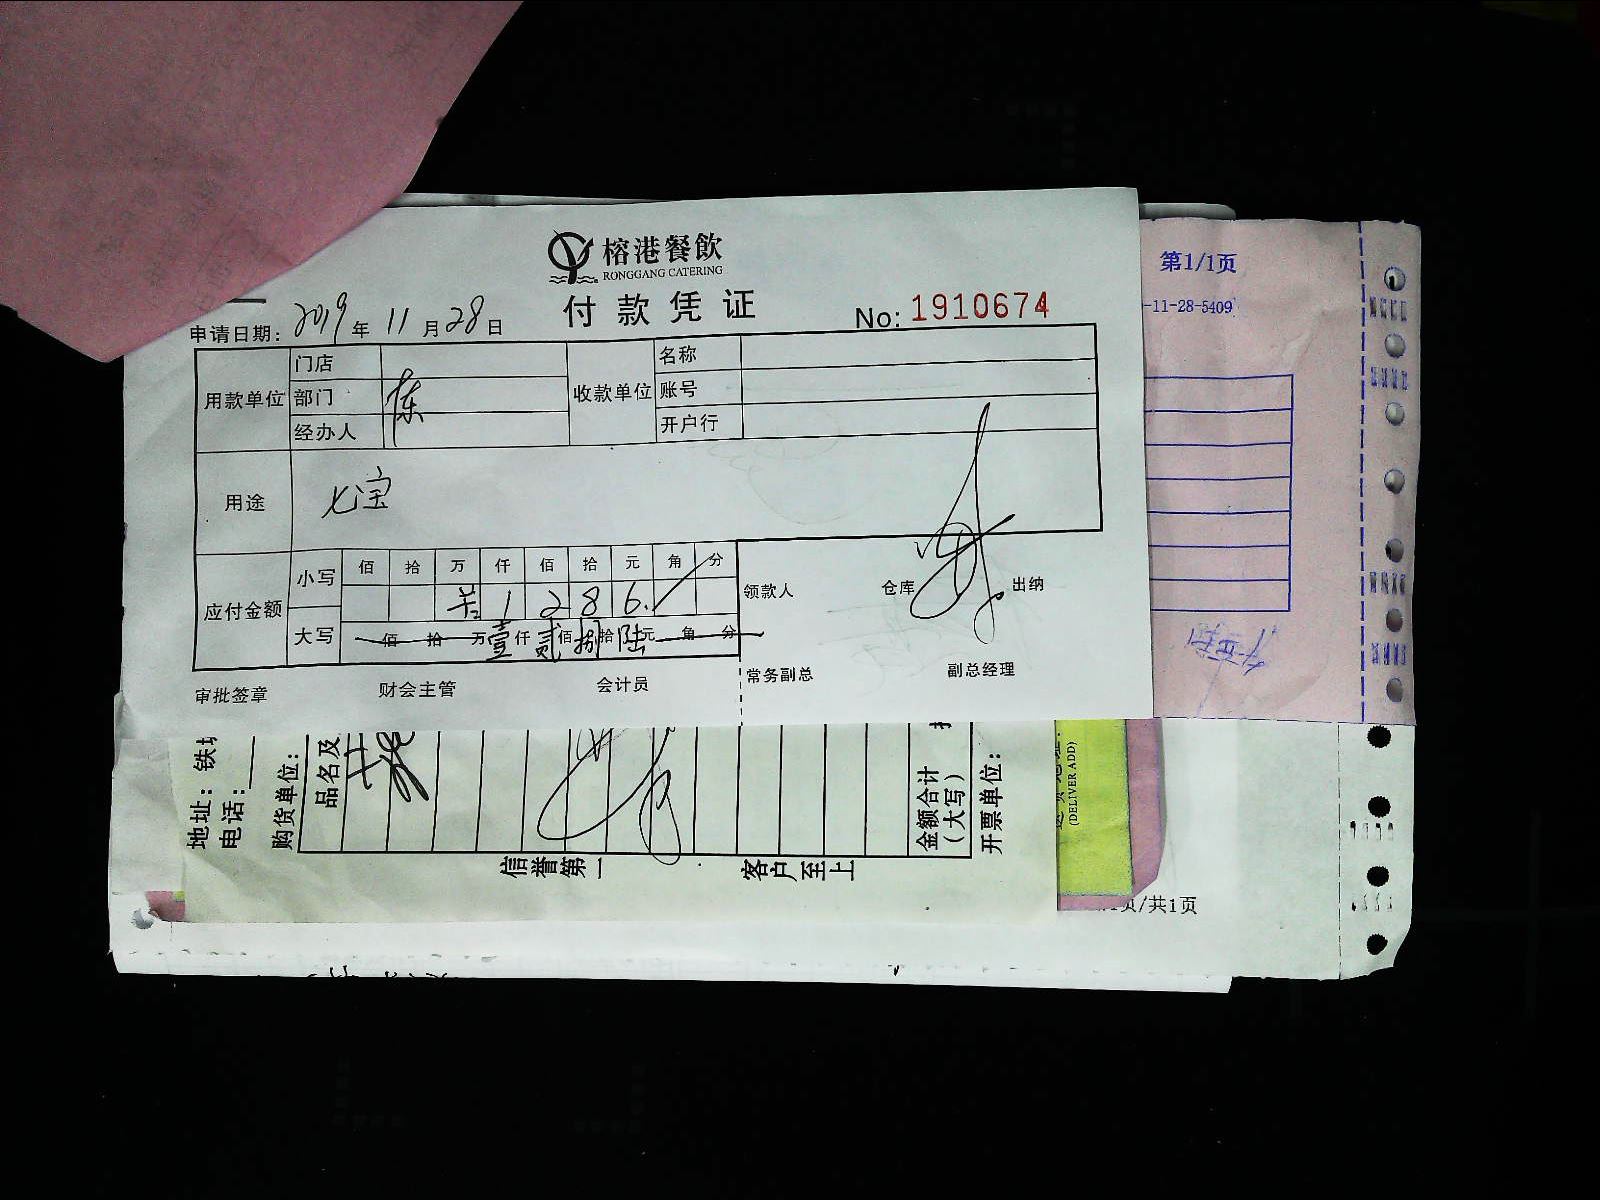 榕港餐飲
RONGGANG CATERING
付款凭证
No: 1910674
申请日期: 2019年11月28日
用款单位 门店 收款单位 名称
部门 账号
经办人 开户行
用途 七宝
应付金额 小写 佰 拾 万 仟 佰 拾 元 角 分
1 2 8 6.
大写 佰 拾 万 壹仟 贰佰 捌拾 陆元 角 分
领款人 仓库 出纳
审批签章 财会主管 会计员 常务副总 副总经理
第1/1页
-11-28-5409
地址: 铁
电话:
购货单位:
品名及
金额合计
(大写)
开票单位:
信誉第一 客户至上
(DELIVER ADD)
页/共1页